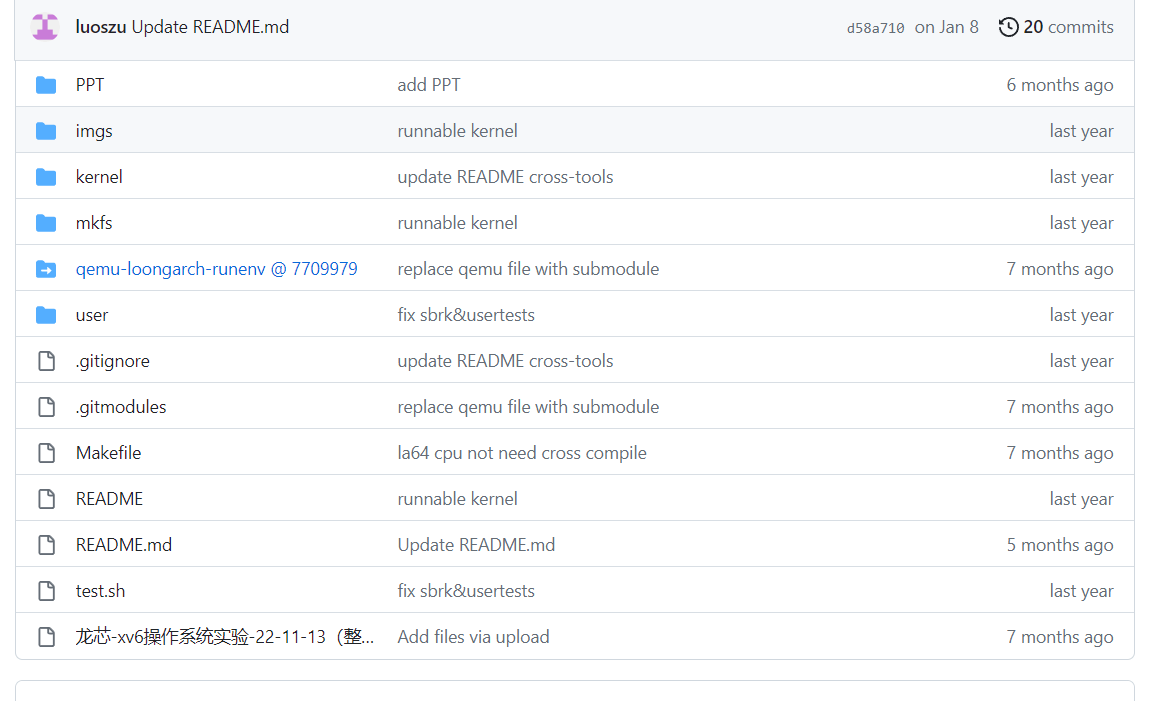 luoszu Update README.md d58a710 on Jan 8 20 commits
PPT add PPT 6 months ago
imgs runnable kernel last year
kernel update README cross-tools last year
mkfs runnable kernel last year
qemu-loongarch-runenv @ 7709979 replace qemu file with submodule 7 months ago
user fix sbrk&usertests last year
.gitignore update README cross-tools last year
.gitmodules replace qemu file with submodule 7 months ago
Makefile la64 cpu not need cross compile 7 months ago
README runnable kernel last year
README.md Update README.md 5 months ago
test.sh fix sbrk&usertests last year
龙芯-xv6操作系统实验-22-11-13（整... Add files via upload 7 months ago